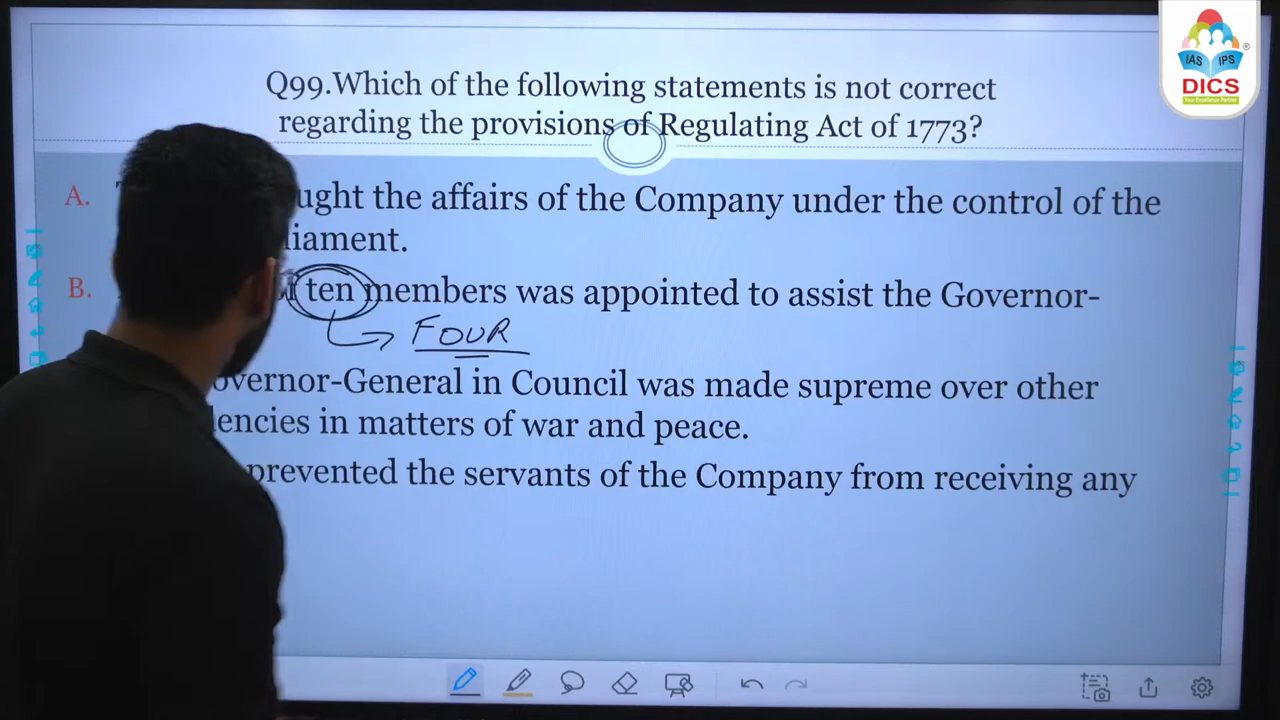 IAS IPS
DICS
Your Excellence Partner
Q99.Which of the following statements is not correct
regarding the provisions of Regulating Act of 1773?
A. ught the affairs of the Company under the control of the
liament.
B. ten members was appointed to assist the Governor-
FOUR
overnor-General in Council was made supreme over other
encies in matters of war and peace.
prevented the servants of the Company from receiving any